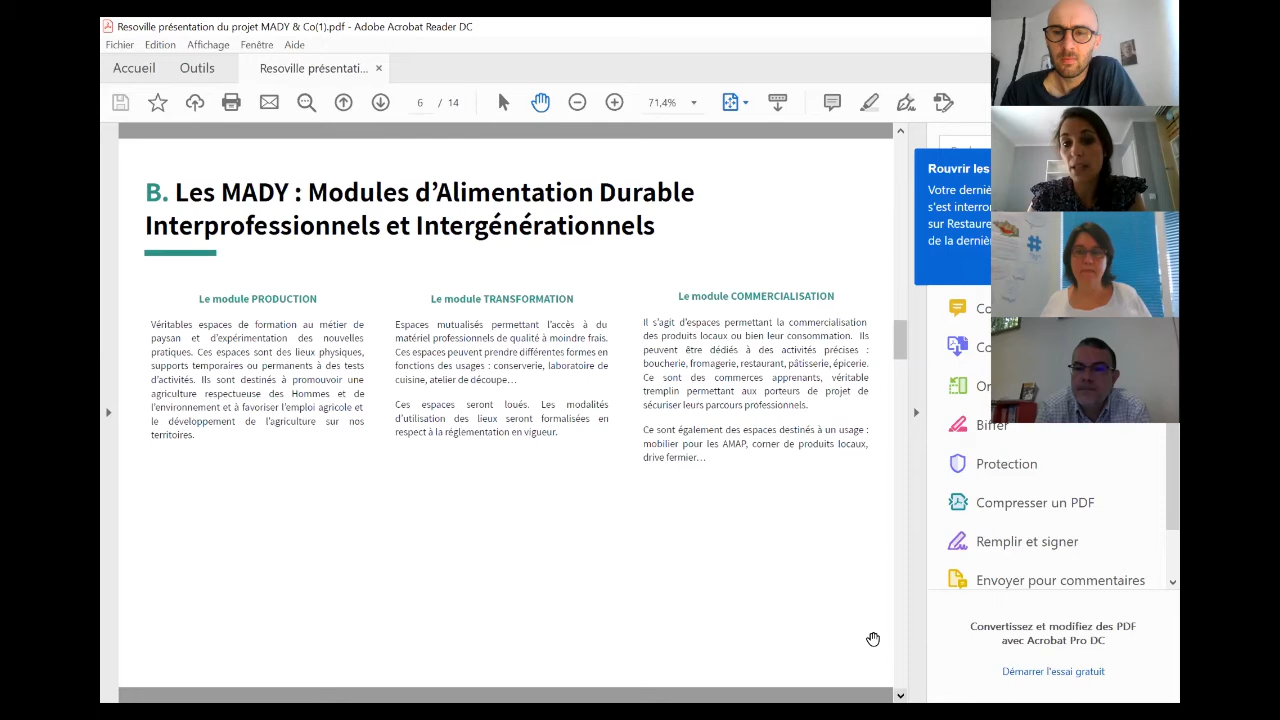 Resoville présentation du projet MADY & Co(1).pdf - Adobe Acrobat Reader DC
Fichier Edition Affichage Fenêtre Aide
Accueil Outils Resoville présentati... ×
6 / 14 71,4%
B. Les MADY : Modules d’Alimentation Durable
Interprofessionnels et Intergénérationnels
Le module PRODUCTION
Véritables espaces de formation au métier de
paysan et d’expérimentation des nouvelles
pratiques. Ces espaces sont des lieux physiques,
supports temporaires ou permanents à des tests
d’activités. Ils sont destinés à promouvoir une
agriculture respectueuse des Hommes et de
l’environnement et à favoriser l’emploi agricole et
le développement de l’agriculture sur nos
territoires.
Le module TRANSFORMATION
Espaces mutualisés permettant l’accès à du
matériel professionnels de qualité à moindre frais.
Ces espaces peuvent prendre différentes formes en
fonctions des usages : conserverie, laboratoire de
cuisine, atelier de découpe…
Ces espaces seront loués. Les modalités
d’utilisation des lieux seront formalisées en
respect à la réglementation en vigueur.
Le module COMMERCIALISATION
Il s’agit d’espaces permettant la commercialisation
des produits locaux ou bien leur consommation. Ils
peuvent être dédiés à des activités précises :
boucherie, fromagerie, restaurant, pâtisserie, épicerie.
Ce sont des commerces apprenants, véritable
tremplin permettant aux porteurs de projet de
sécuriser leurs parcours professionnels.
Ce sont également des espaces destinés à un usage :
mobilier pour les AMAP, corner de produits locaux,
drive fermier…
Rouvrir les
Votre derniè
s'est interron
sur Restaure
de la dernièr
Co
Co
Or
Biffer
Protection
Compresser un PDF
Remplir et signer
Envoyer pour commentaires
Convertissez et modifiez des PDF
avec Acrobat Pro DC
Démarrer l'essai gratuit